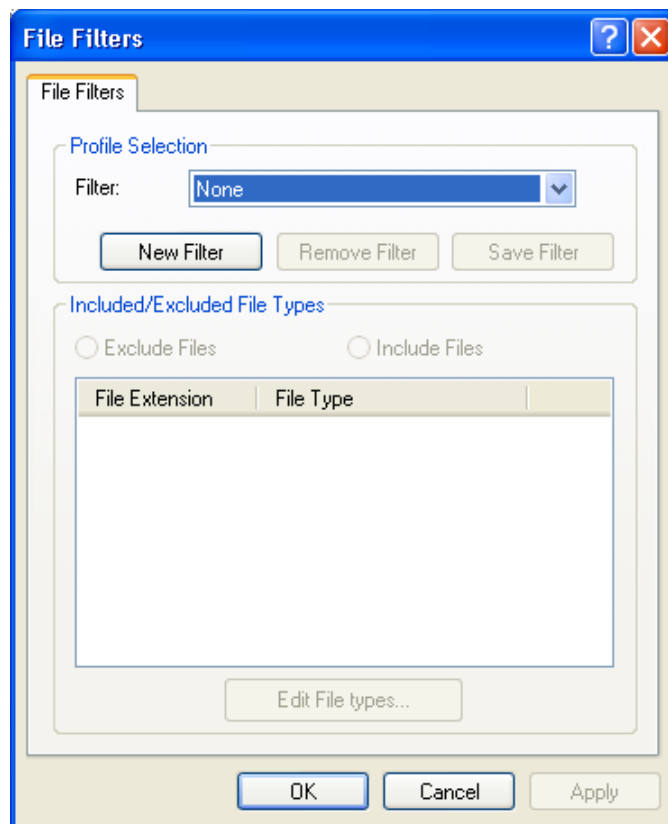 File Filters
File Filters
Profile Selection
Filter: None
New Filter Remove Filter Save Filter
Included/Excluded File Types
Exclude Files Include Files
File Extension File Type
Edit File types...
OK Cancel Apply